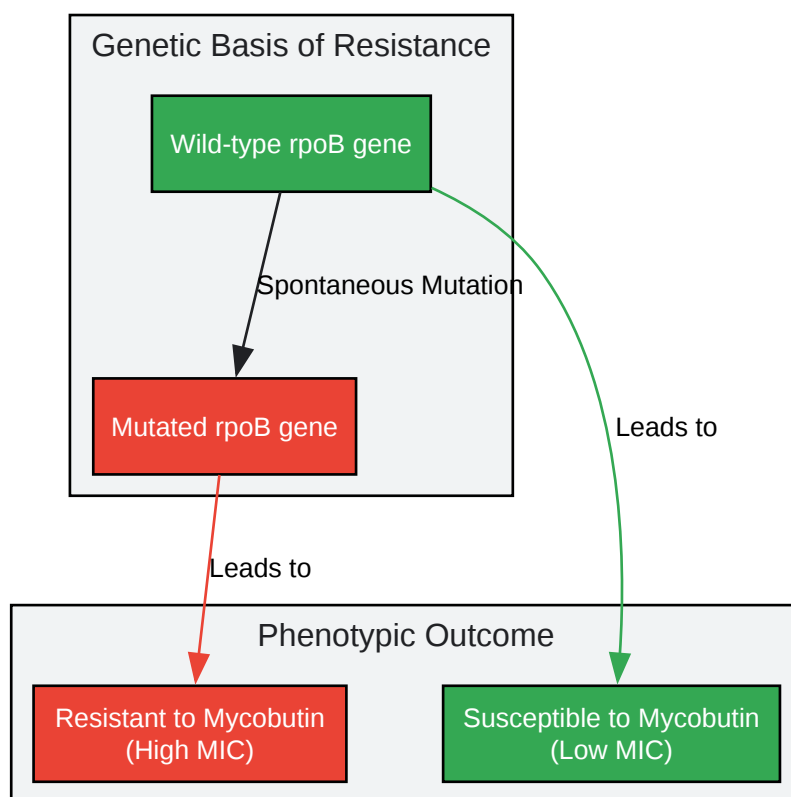 Genetic Basis of Resistance
Wild-type rpoB gene
Spontaneous Mutation
Mutated rpoB gene
Leads to
Leads to
Phenotypic Outcome
Resistant to Mycobutin
(High MIC)
Susceptible to Mycobutin
(Low MIC)